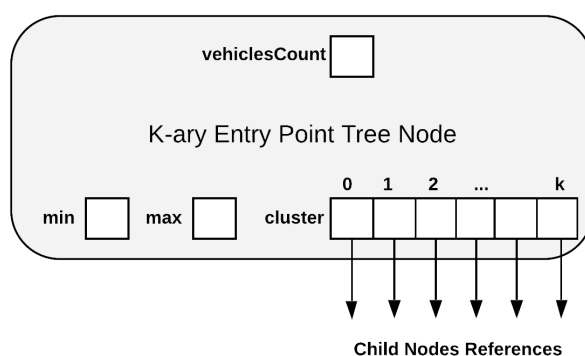 vehiclesCount
K-ary Entry Point Tree Node
0 1 2 ... k
min max cluster
Child Nodes References